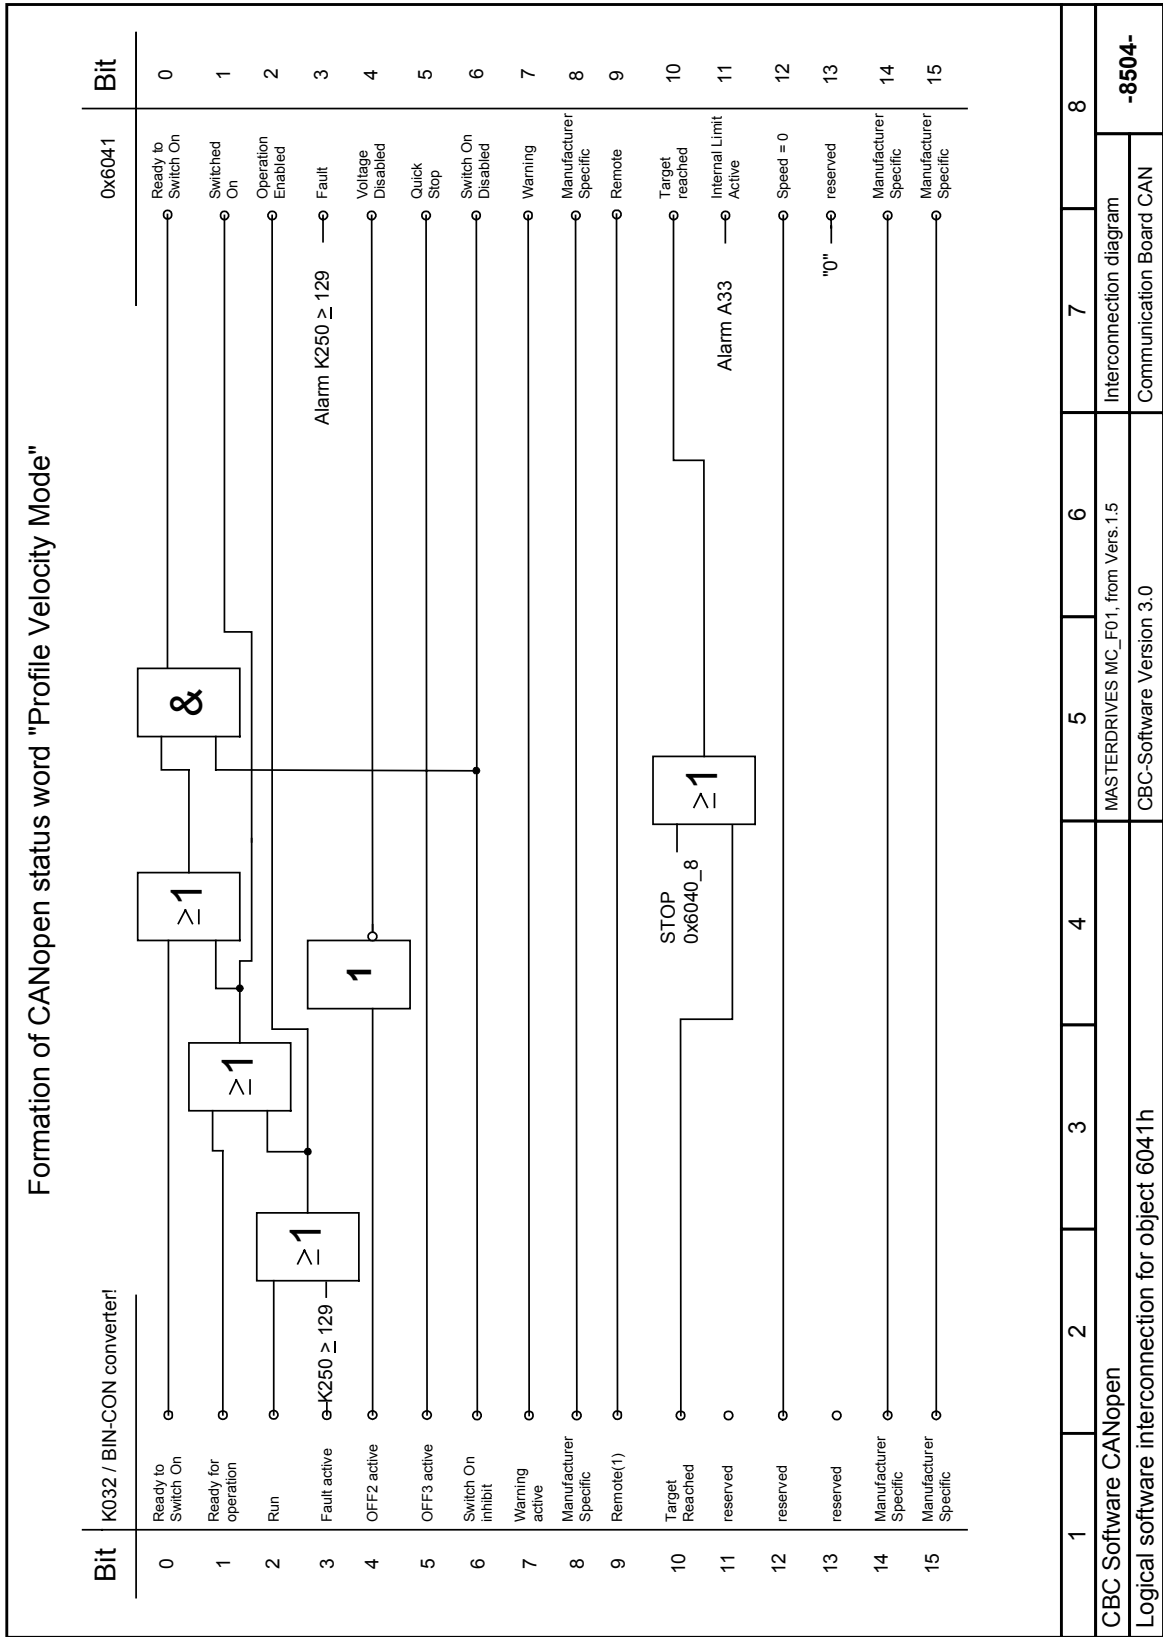 Formation of CANopen status word "Profile Velocity Mode"
Bit
K032 / BIN-CON converter!
0x6041
Bit
0
Ready to
Switch On
Ready to
Switch On
0
1
Ready for
operation
Switched
On
1
2
Run
Operation
Enabled
2
3
Fault active
K250 ≥ 129
Alarm K250 ≥ 129
Fault
3
4
OFF2 active
Voltage
Disabled
4
5
OFF3 active
Quick
Stop
5
6
Switch On
inhibit
Switch On
Disabled
6
7
Warning
active
Warning
7
8
Manufacturer
Specific
Manufacturer
Specific
8
9
Remote(1)
Remote
9
10
Target
Reached
Target
reached
10
11
reserved
Alarm A33
Internal Limit
Active
11
12
reserved
Speed = 0
12
13
reserved
"0"
reserved
13
14
Manufacturer
Specific
Manufacturer
Specific
14
15
Manufacturer
Specific
Manufacturer
Specific
15
≥1
≥1
≥1
&
1
STOP
0x6040_8
≥1
1
2
3
4
5
6
7
8
CBC Software CANopen
MASTERDRIVES MC_F01, from Vers.1.5
Interconnection diagram
-8504-
Logical software interconnection for object 6041h
CBC-Software Version 3.0
Communication Board CAN